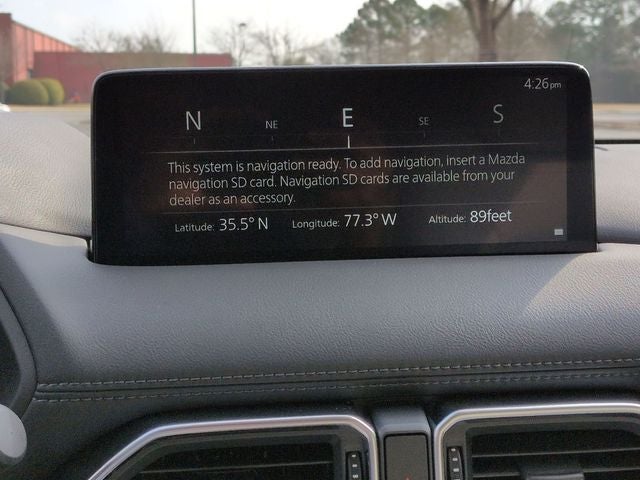 4:26pm
N NE E SE S
This system is navigation ready. To add navigation, insert a Mazda
navigation SD card. Navigation SD cards are available from your
dealer as an accessory.
Latitude: 35.5° N Longitude: 77.3° W Altitude: 89feet